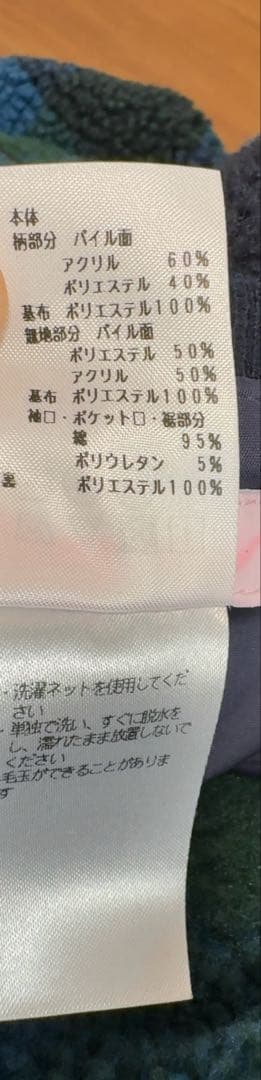 本体
柄部分 パイル面
アクリル 60%
ポリエステル 40%
基布 ポリエステル100%
無地部分 パイル面
ポリエステル 50%
アクリル 50%
基布 ポリエステル100%
袖口・ポケット口・裾部分
綿 95%
ポリウレタン 5%
裏 ポリエステル100%
・洗濯ネットを使用してくだ
さい
・単独で洗い、すぐに脱水を
し、濡れたまま放置しないで
ください
毛玉ができることがありま
す